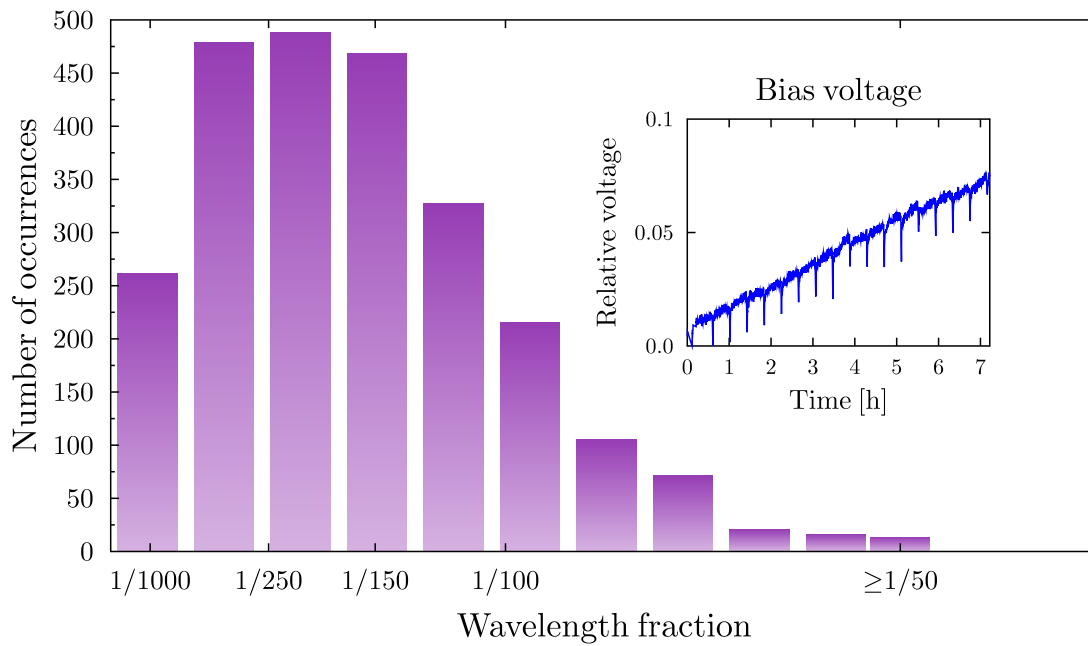 500
450
400
350
300
250
200
150
100
50
0
Number of occurrences
1/1000 1/250 1/150 1/100 ≥1/50
Wavelength fraction
Bias voltage
0.1
0.05
0.0
Relative voltage
0 1 2 3 4 5 6 7
Time [h]